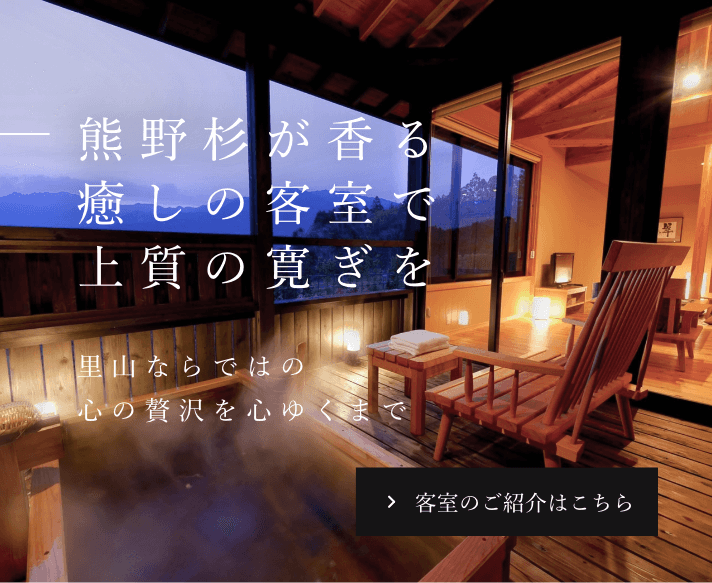 熊野杉が香る
癒しの客室で
上質の寛ぎを
里山ならではの
心の贅沢を心ゆくまで
客室のご紹介はこちら